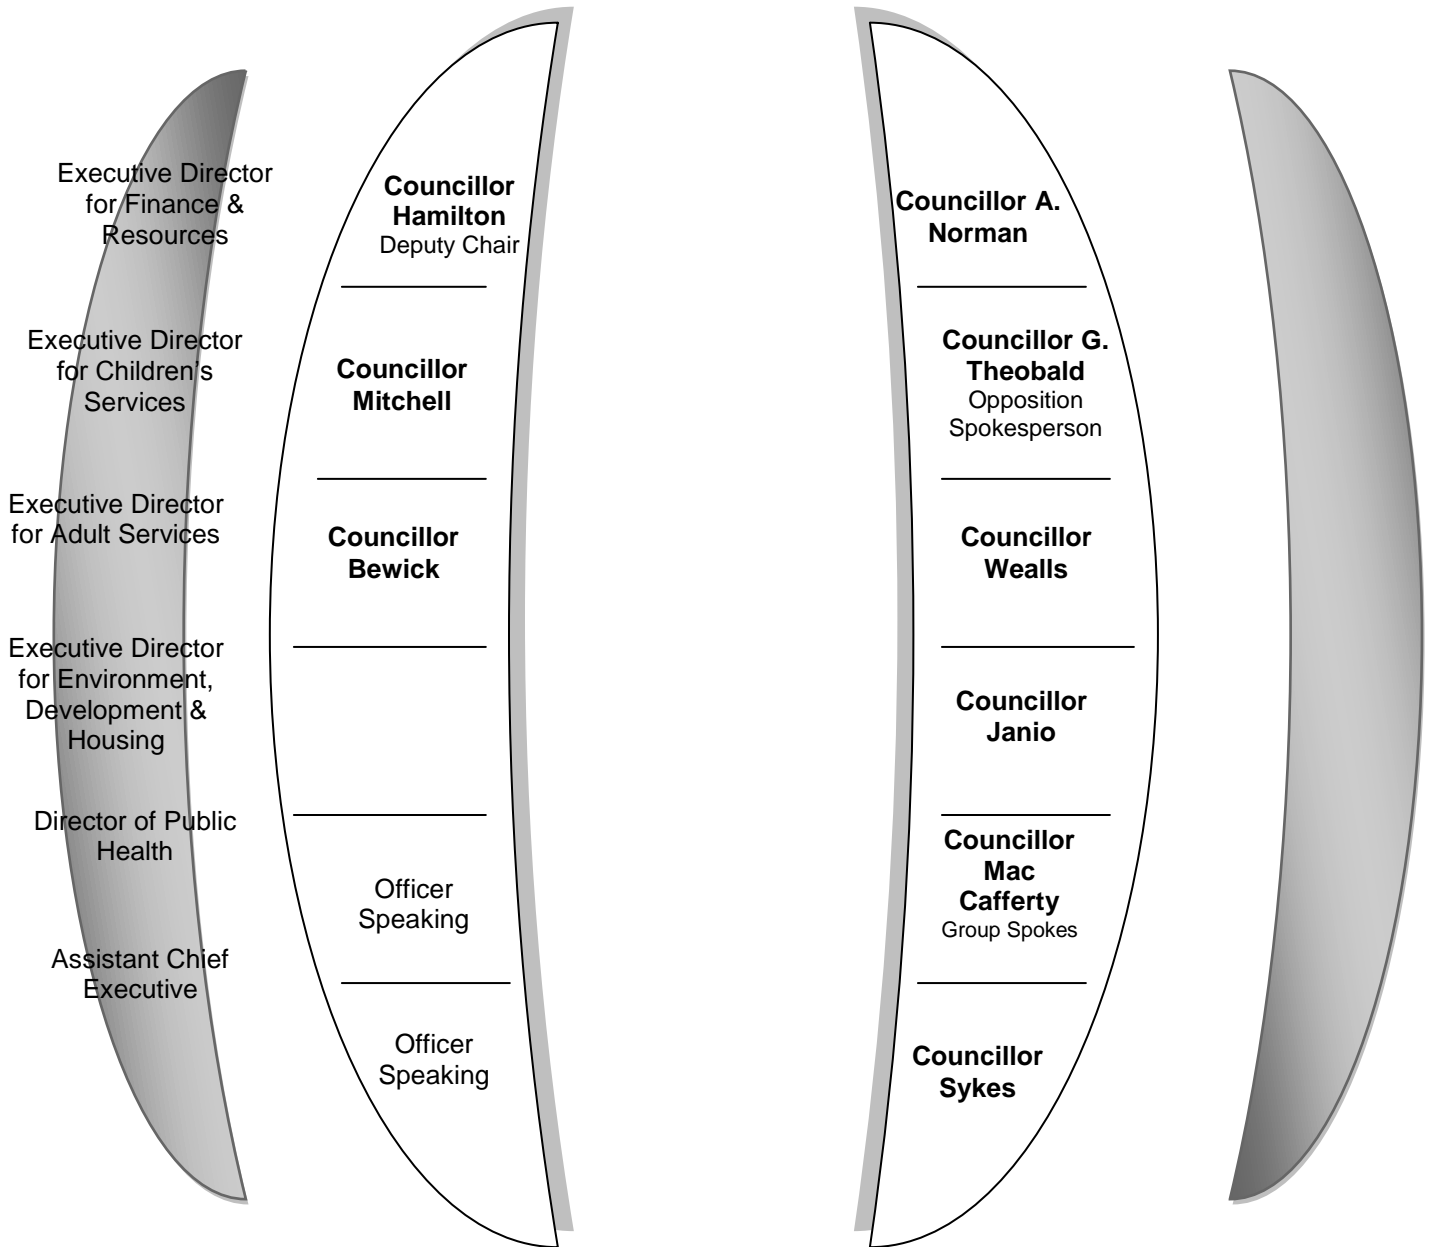 Executive Director
for Finance &
Resources
Executive Director
for Children's
Services
Executive Director
for Adult Services
Executive Director
for Environment,
Development &
Housing
Director of Public
Health
Assistant Chief
Executive
Councillor
Hamilton
Deputy Chair
Councillor
Mitchell
Councillor
Bewick
Officer
Speaking
Officer
Speaking
Councillor A.
Norman
Councillor G.
Theobald
Opposition
Spokesperson
Councillor
Wealls
Councillor
Janio
Councillor
Mac
Cafferty
Group Spokes
Councillor
Sykes